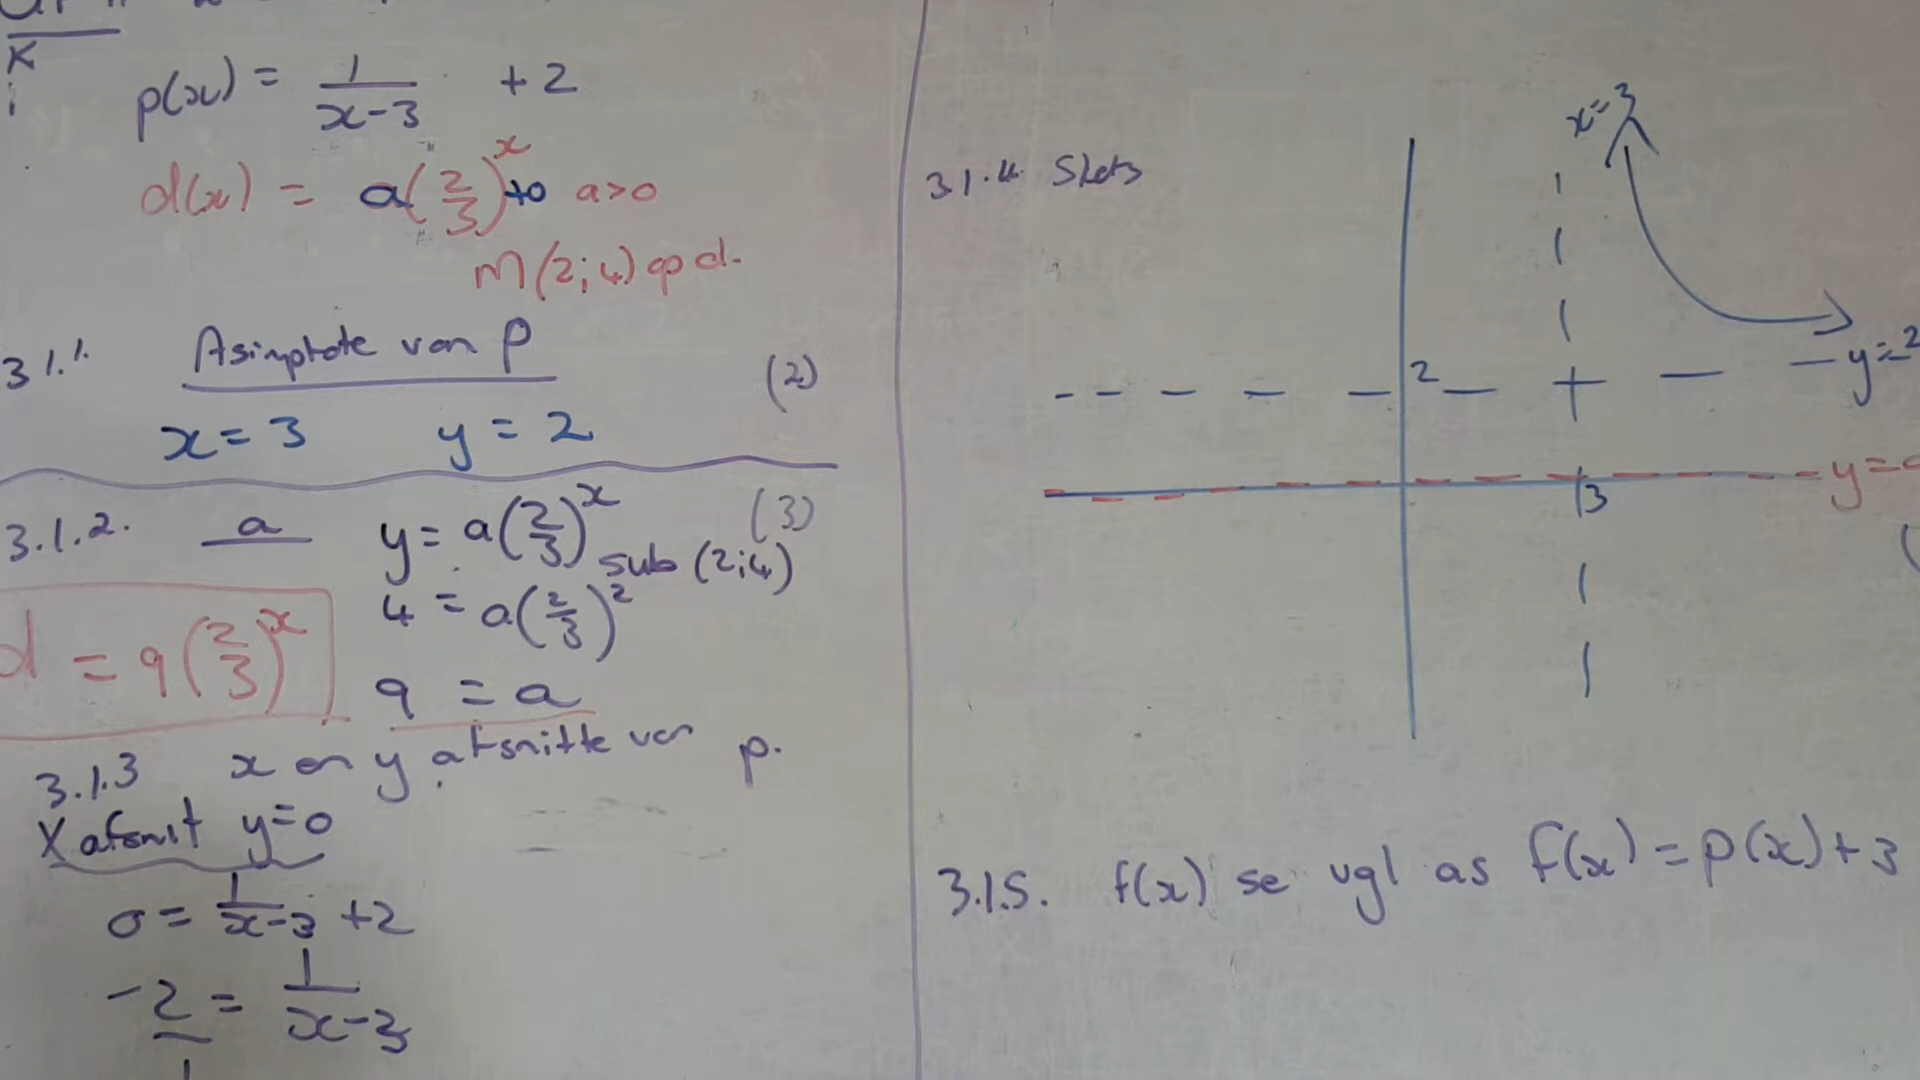 K
p(x) = 1/(x-3) + 2
d(x) = a(2/3)^x +0 a>0
M(2;4) op d.
3.1.1. Asimptote van p (2)
x = 3 y = 2
3.1.2. a y = a(2/3)^x (3)
sub (2;4)
4 = a(2/3)^2
d = 9(2/3)^x
9 = a
3.1.3 x en y afsnitte van p.
X afsnit y=0
0 = 1/(x-3) + 2
-2 = 1/(x-3)
1
3.1.4. Skets
x=3
2
y=2
y=
3
3.1.5. f(x) se vgl as f(x) = p(x) + 3